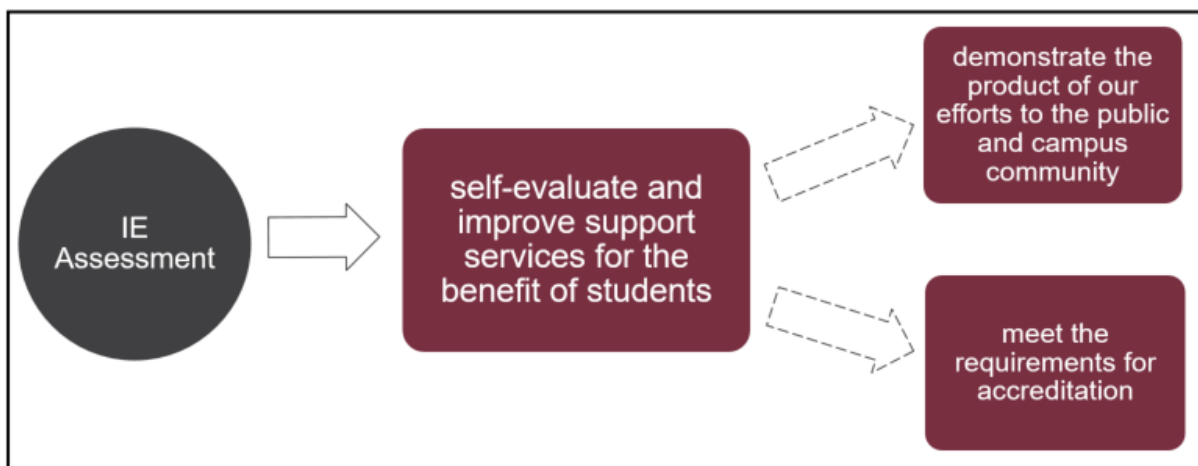 IE
Assessment
self-evaluate and
improve support
services for the
benefit of students
demonstrate the
product of our
efforts to the public
and campus
community
meet the
requirements for
accreditation